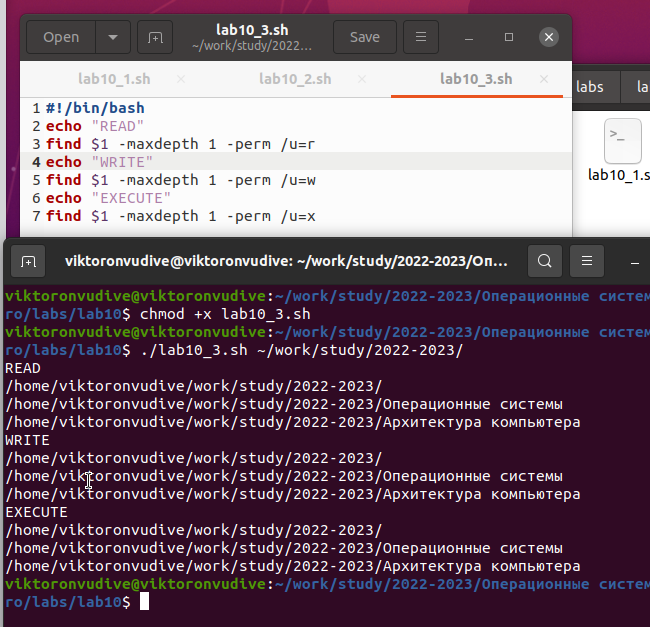 Open
lab10_3.sh
~/work/study/2022...
Save
lab10_1.sh
lab10_2.sh
lab10_3.sh
1 #!/bin/bash
2 echo "READ"
3 find $1 -maxdepth 1 -perm /u=r
4 echo "WRITE"
5 find $1 -maxdepth 1 -perm /u=w
6 echo "EXECUTE"
7 find $1 -maxdepth 1 -perm /u=x
labs
la
>_
lab10_1.s
viktoronvudive@viktoronvudive: ~/work/study/2022-2023/Оп...
viktoronvudive@viktoronvudive:~/work/study/2022-2023/Операционные систем
ro/labs/lab10$ chmod +x lab10_3.sh
viktoronvudive@viktoronvudive:~/work/study/2022-2023/Операционные систем
ro/labs/lab10$ ./lab10_3.sh ~/work/study/2022-2023/
READ
/home/viktoronvudive/work/study/2022-2023/
/home/viktoronvudive/work/study/2022-2023/Операционные системы
/home/viktoronvudive/work/study/2022-2023/Архитектура компьютера
WRITE
/home/viktoronvudive/work/study/2022-2023/
/home/viktoronvudive/work/study/2022-2023/Операционные системы
/home/viktoronvudive/work/study/2022-2023/Архитектура компьютера
EXECUTE
/home/viktoronvudive/work/study/2022-2023/
/home/viktoronvudive/work/study/2022-2023/Операционные системы
/home/viktoronvudive/work/study/2022-2023/Архитектура компьютера
viktoronvudive@viktoronvudive:~/work/study/2022-2023/Операционные систем
ro/labs/lab10$